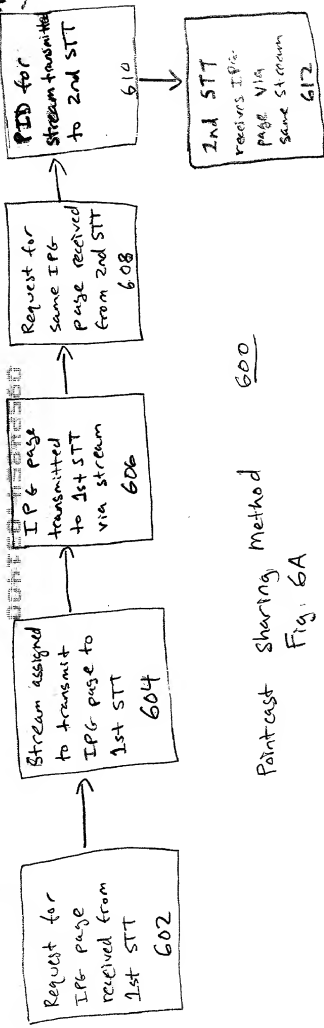 Request for
IPG page
received from
1st STT
602
Stream assigned
to transmit
IPG page to
1st STT
604
IPG page
transmitted
to 1st STT
via stream
606
Request for
same IPG
page received
from 2nd STT
608
PID for
stream transmitted
to 2nd STT
610
2nd STT
receives IPG
page via
same stream
612
Pointcast sharing method 600
Fig. 6A